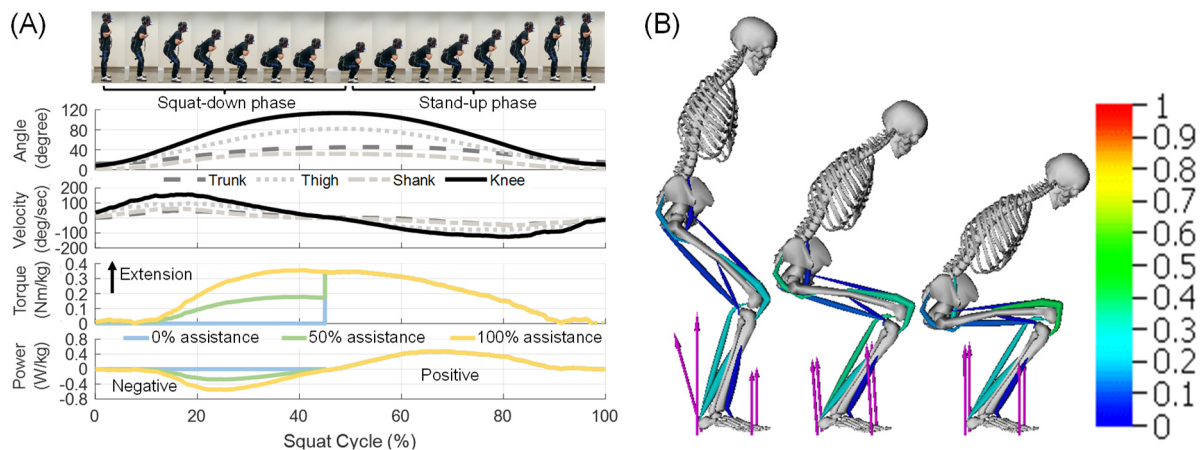 (A)
Squat-down phase Stand-up phase
Angle
(degree)
120
80
40
0
Trunk Thigh Shank Knee
Velocity
(deg/sec)
200
100
0
-100
-200
Torque
(Nm/kg)
0.4
0.3
0.2
0.1
0
Extension
0% assistance 50% assistance 100% assistance
Power
(W/kg)
0.4
0
-0.4
-0.8
Negative Positive
0 20 40 60 80 100
Squat Cycle (%)
(B)
1
0.9
0.8
0.7
0.6
0.5
0.4
0.3
0.2
0.1
0